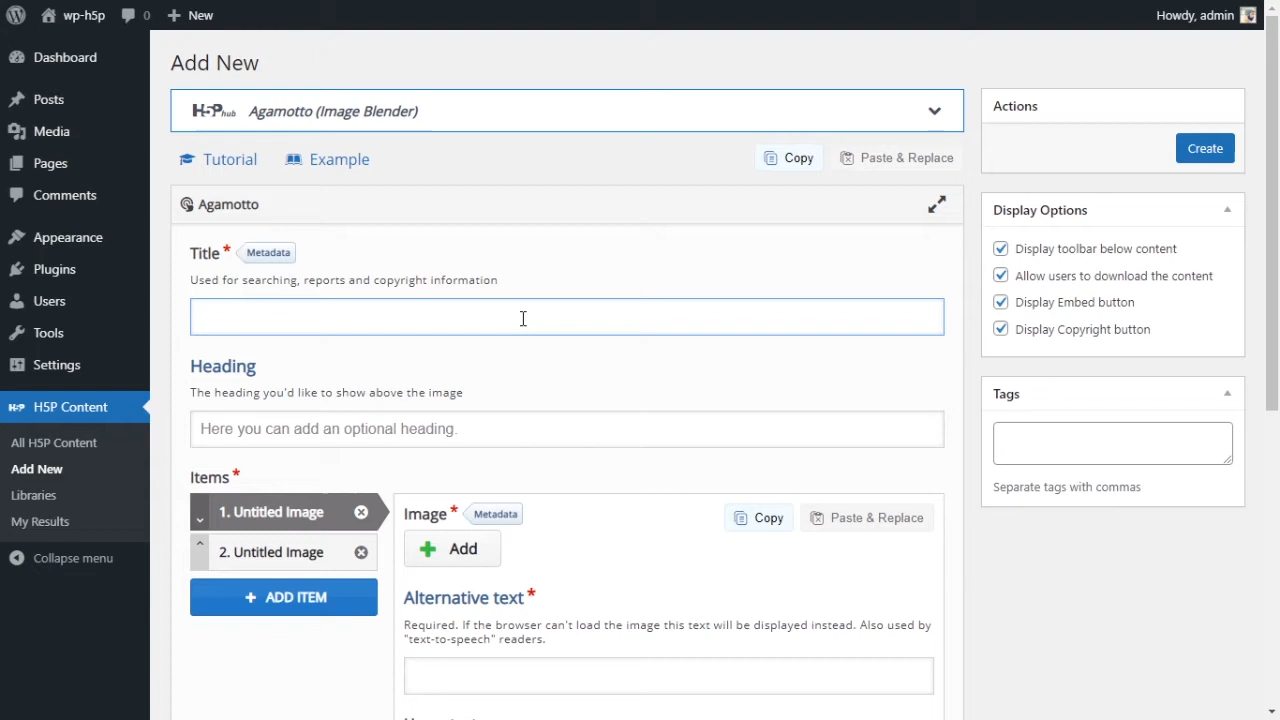 wp-h5p
0
New
Howdy, admin
Dashboard
Posts
Media
Pages
Comments
Appearance
Plugins
Users
Tools
Settings
H5P Content
All H5P Content
Add New
Libraries
My Results
Collapse menu
Add New
H5P hub Agamotto (Image Blender)
Tutorial
Example
Copy
Paste & Replace
Agamotto
Title *
Metadata
Used for searching, reports and copyright information
Heading
The heading you'd like to show above the image
Here you can add an optional heading.
Items *
1. Untitled Image
2. Untitled Image
ADD ITEM
Image *
Metadata
Copy
Paste & Replace
Add
Alternative text *
Required. If the browser can't load the image this text will be displayed instead. Also used by
"text-to-speech" readers.
Actions
Create
Display Options
Display toolbar below content
Allow users to download the content
Display Embed button
Display Copyright button
Tags
Separate tags with commas